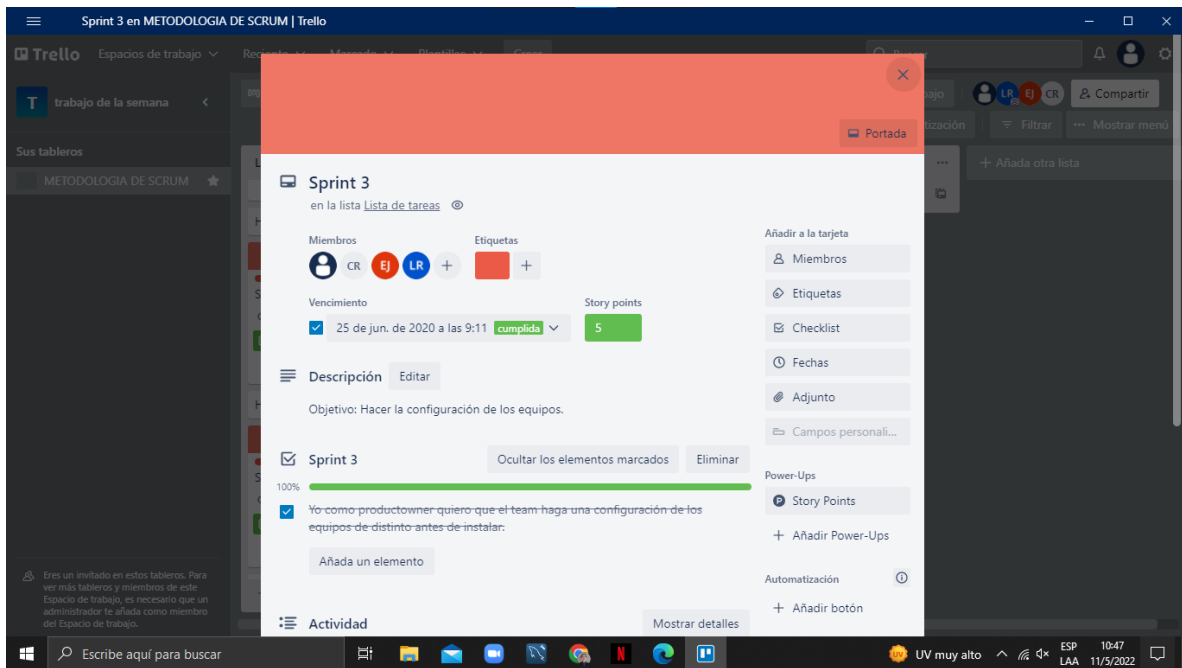 Sprint 3 en METODOLOGIA DE SCRUM | Trello
Trello Espacios de trabajo
Compartir
trabajo de la semana
T
LR EJ CR
Filtrar
Mostrar menú
Portada
Sus tableros
METODOLOGIA DE SCRUM
+ Añada otra lista
Sprint 3
en la lista Lista de tareas
Miembros
Etiquetas
CR EJ LR +
+
Vencimiento
Story points
25 de jun. de 2020 a las 9:11 cumplida
5
Descripción Editar
Objetivo: Hacer la configuración de los equipos.
Sprint 3 Ocultar los elementos marcados Eliminar
100%
Yo como productowner quiero que el team haga una configuración de los
equipos de distinto antes de instalar.
Añada un elemento
Actividad Mostrar detalles
Añadir a la tarjeta
Miembros
Etiquetas
Checklist
Fechas
Adjunto
Campos personali...
Power-Ups
Story Points
+ Añadir Power-Ups
Automatización
+ Añadir botón
Eres un invitado en estos tableros. Para
ver más tableros y miembros de este
Espacio de trabajo, es necesario que un
administrador te añada como miembro
del Espacio de trabajo.
Escribe aquí para buscar
UV muy alto
ESP
LAA
10:47
11/5/2022